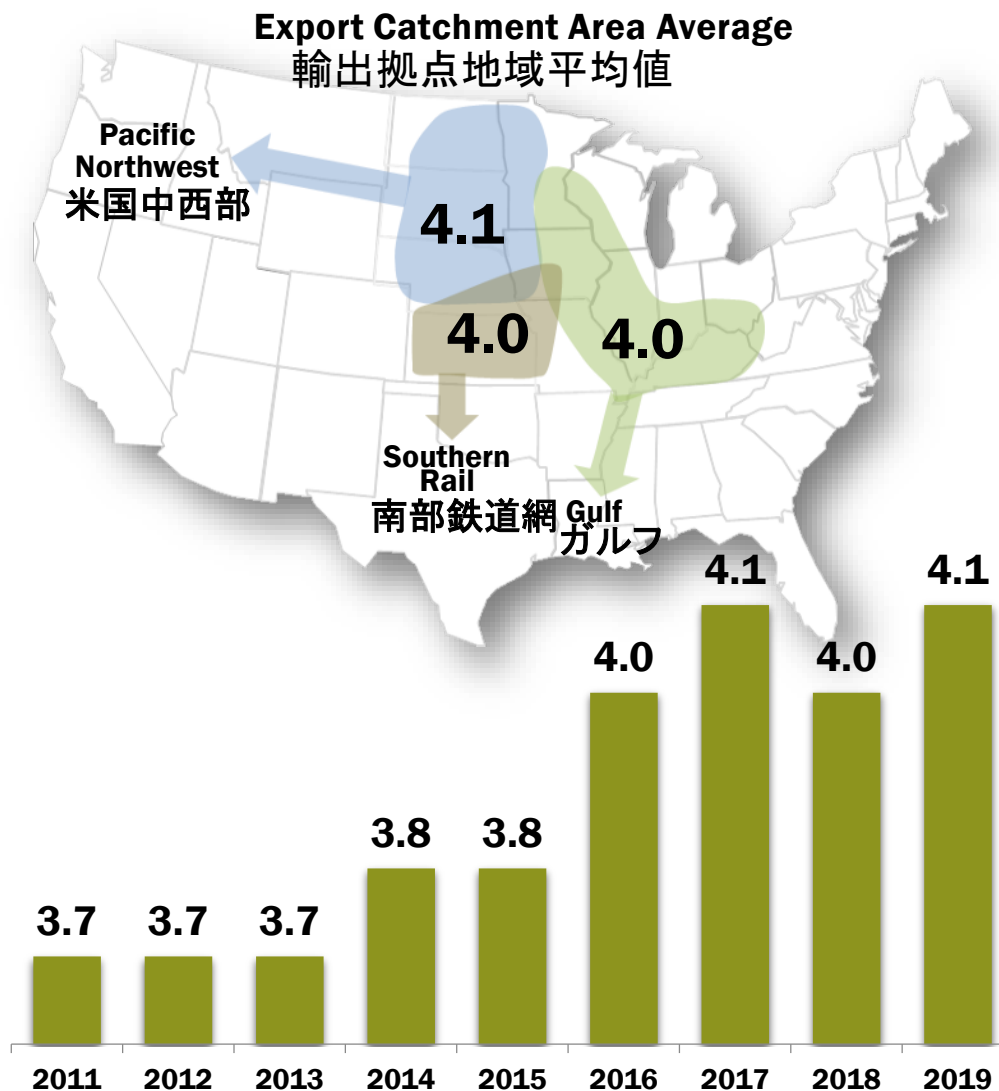 Export Catchment Area Average
輸出拠点地域平均値
Pacific
Northwest
米国中西部
4.1
4.0
4.0
Southern
Rail
南部鉄道網
Gulf
ガルフ
3.7
3.7
3.7
3.8
3.8
4.0
4.1
4.0
4.1
2011
2012
2013
2014
2015
2016
2017
2018
2019